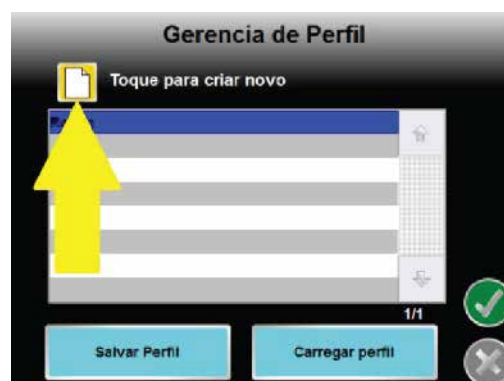 Gerencia de Perfil
Toque para criar novo
1/1
Salvar Perfil
Carregar perfil